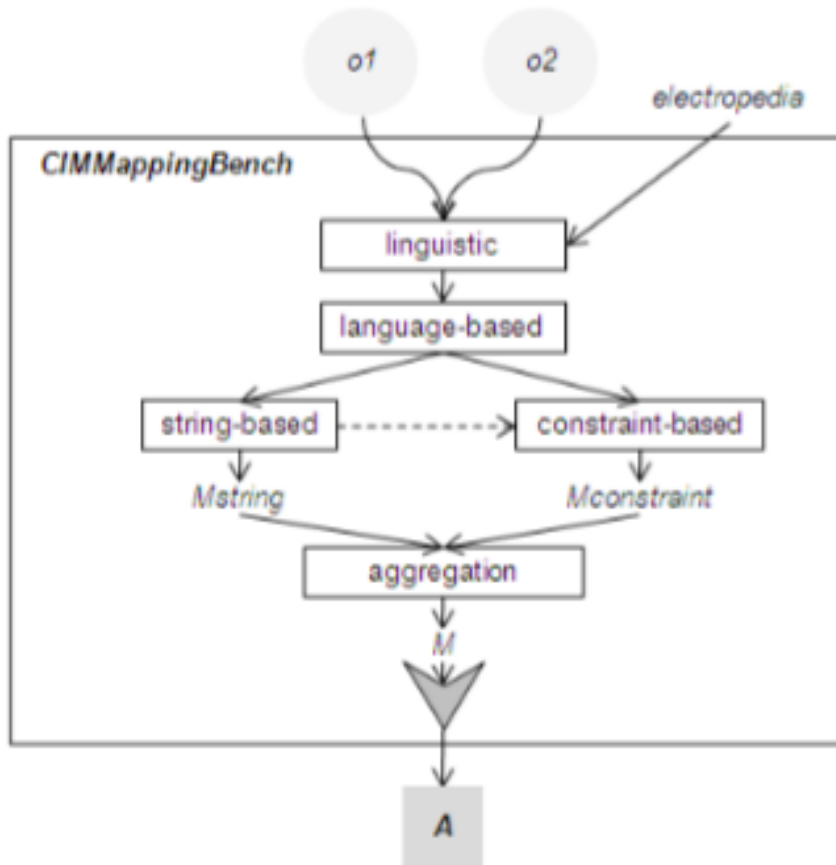 o1
o2
electropedia
CIMMappingBench
linguistic
language-based
string-based
constraint-based
Mstring
Mconstraint
aggregation
M
A